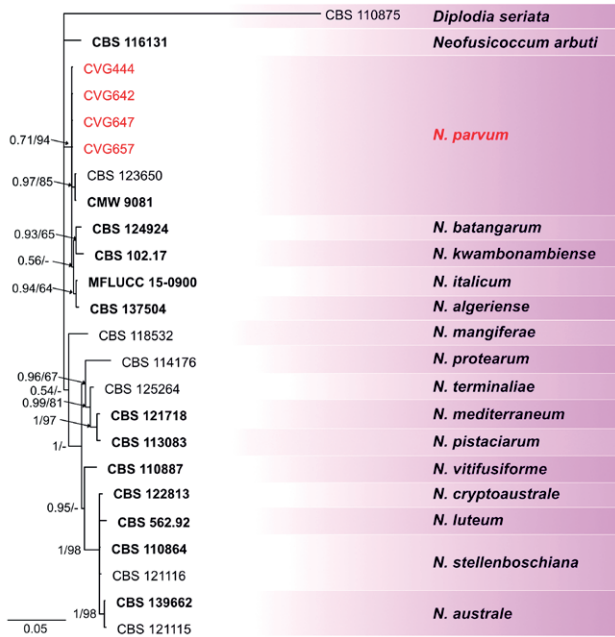 CBS 110875 Diplodia seriata
CBS 116131 Neofusicoccum arbuti
CVG444
CVG642
CVG647 N. parvum
0.71/94 CVG657
0.97/85 CBS 123650
CMW 9081
0.93/65 CBS 124924 N. batangarum
0.56/- CBS 102.17 N. kwambonambiense
0.94/64 MFLUCC 15-0900 N. italicum
CBS 137504 N. algeriense
CBS 118532 N. mangiferae
0.96/67 CBS 114176 N. protearum
0.54/- CBS 125264 N. terminaliae
0.99/81
1/97 CBS 121718 N. mediterraneum
1/- CBS 113083 N. pistaciarum
CBS 110887 N. vitifusiforme
0.95/- CBS 122813 N. cryptoaustrale
CBS 562.92 N. luteum
1/98 CBS 110864 N. stellenboschiana
CBS 121116
1/98 CBS 139662 N. australe
CBS 121115
0.05